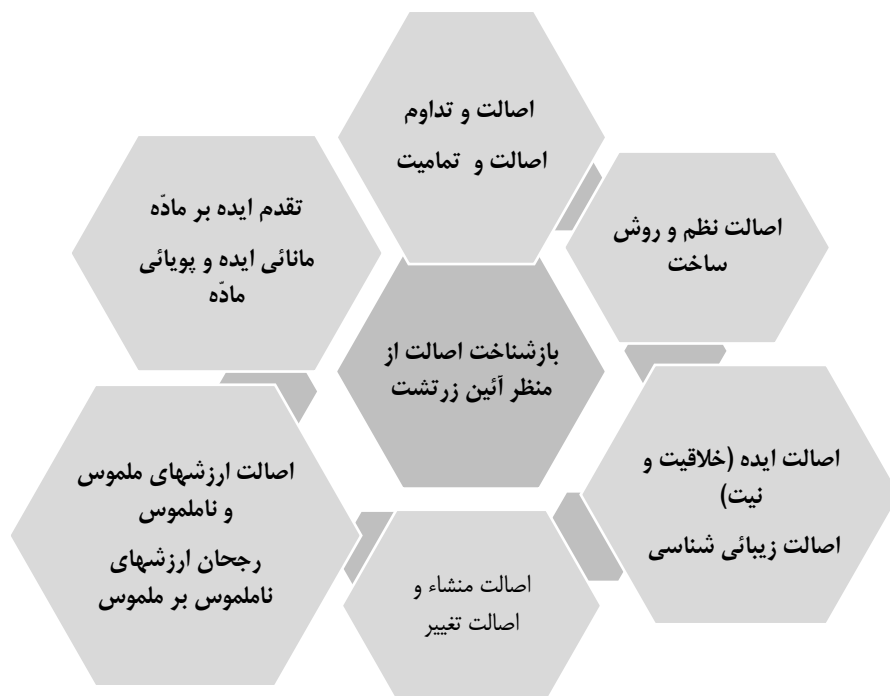 اصالت و تداوم
اصالت و تمامیت
اصالت نظم و روش
ساخت
تقدم ایده بر مادّه
مانائی ایده و پویائی
مادّه
بازشناخت اصالت از
منظر آئین زرتشت
اصالت ایده (خلاقیت و
نیت)
اصالت زیبائی شناسی
اصالت ارزشهای ملموس
و ناملموس
رجحان ارزشهای
ناملموس بر ملموس
اصالت منشاء و
اصالت تغییر